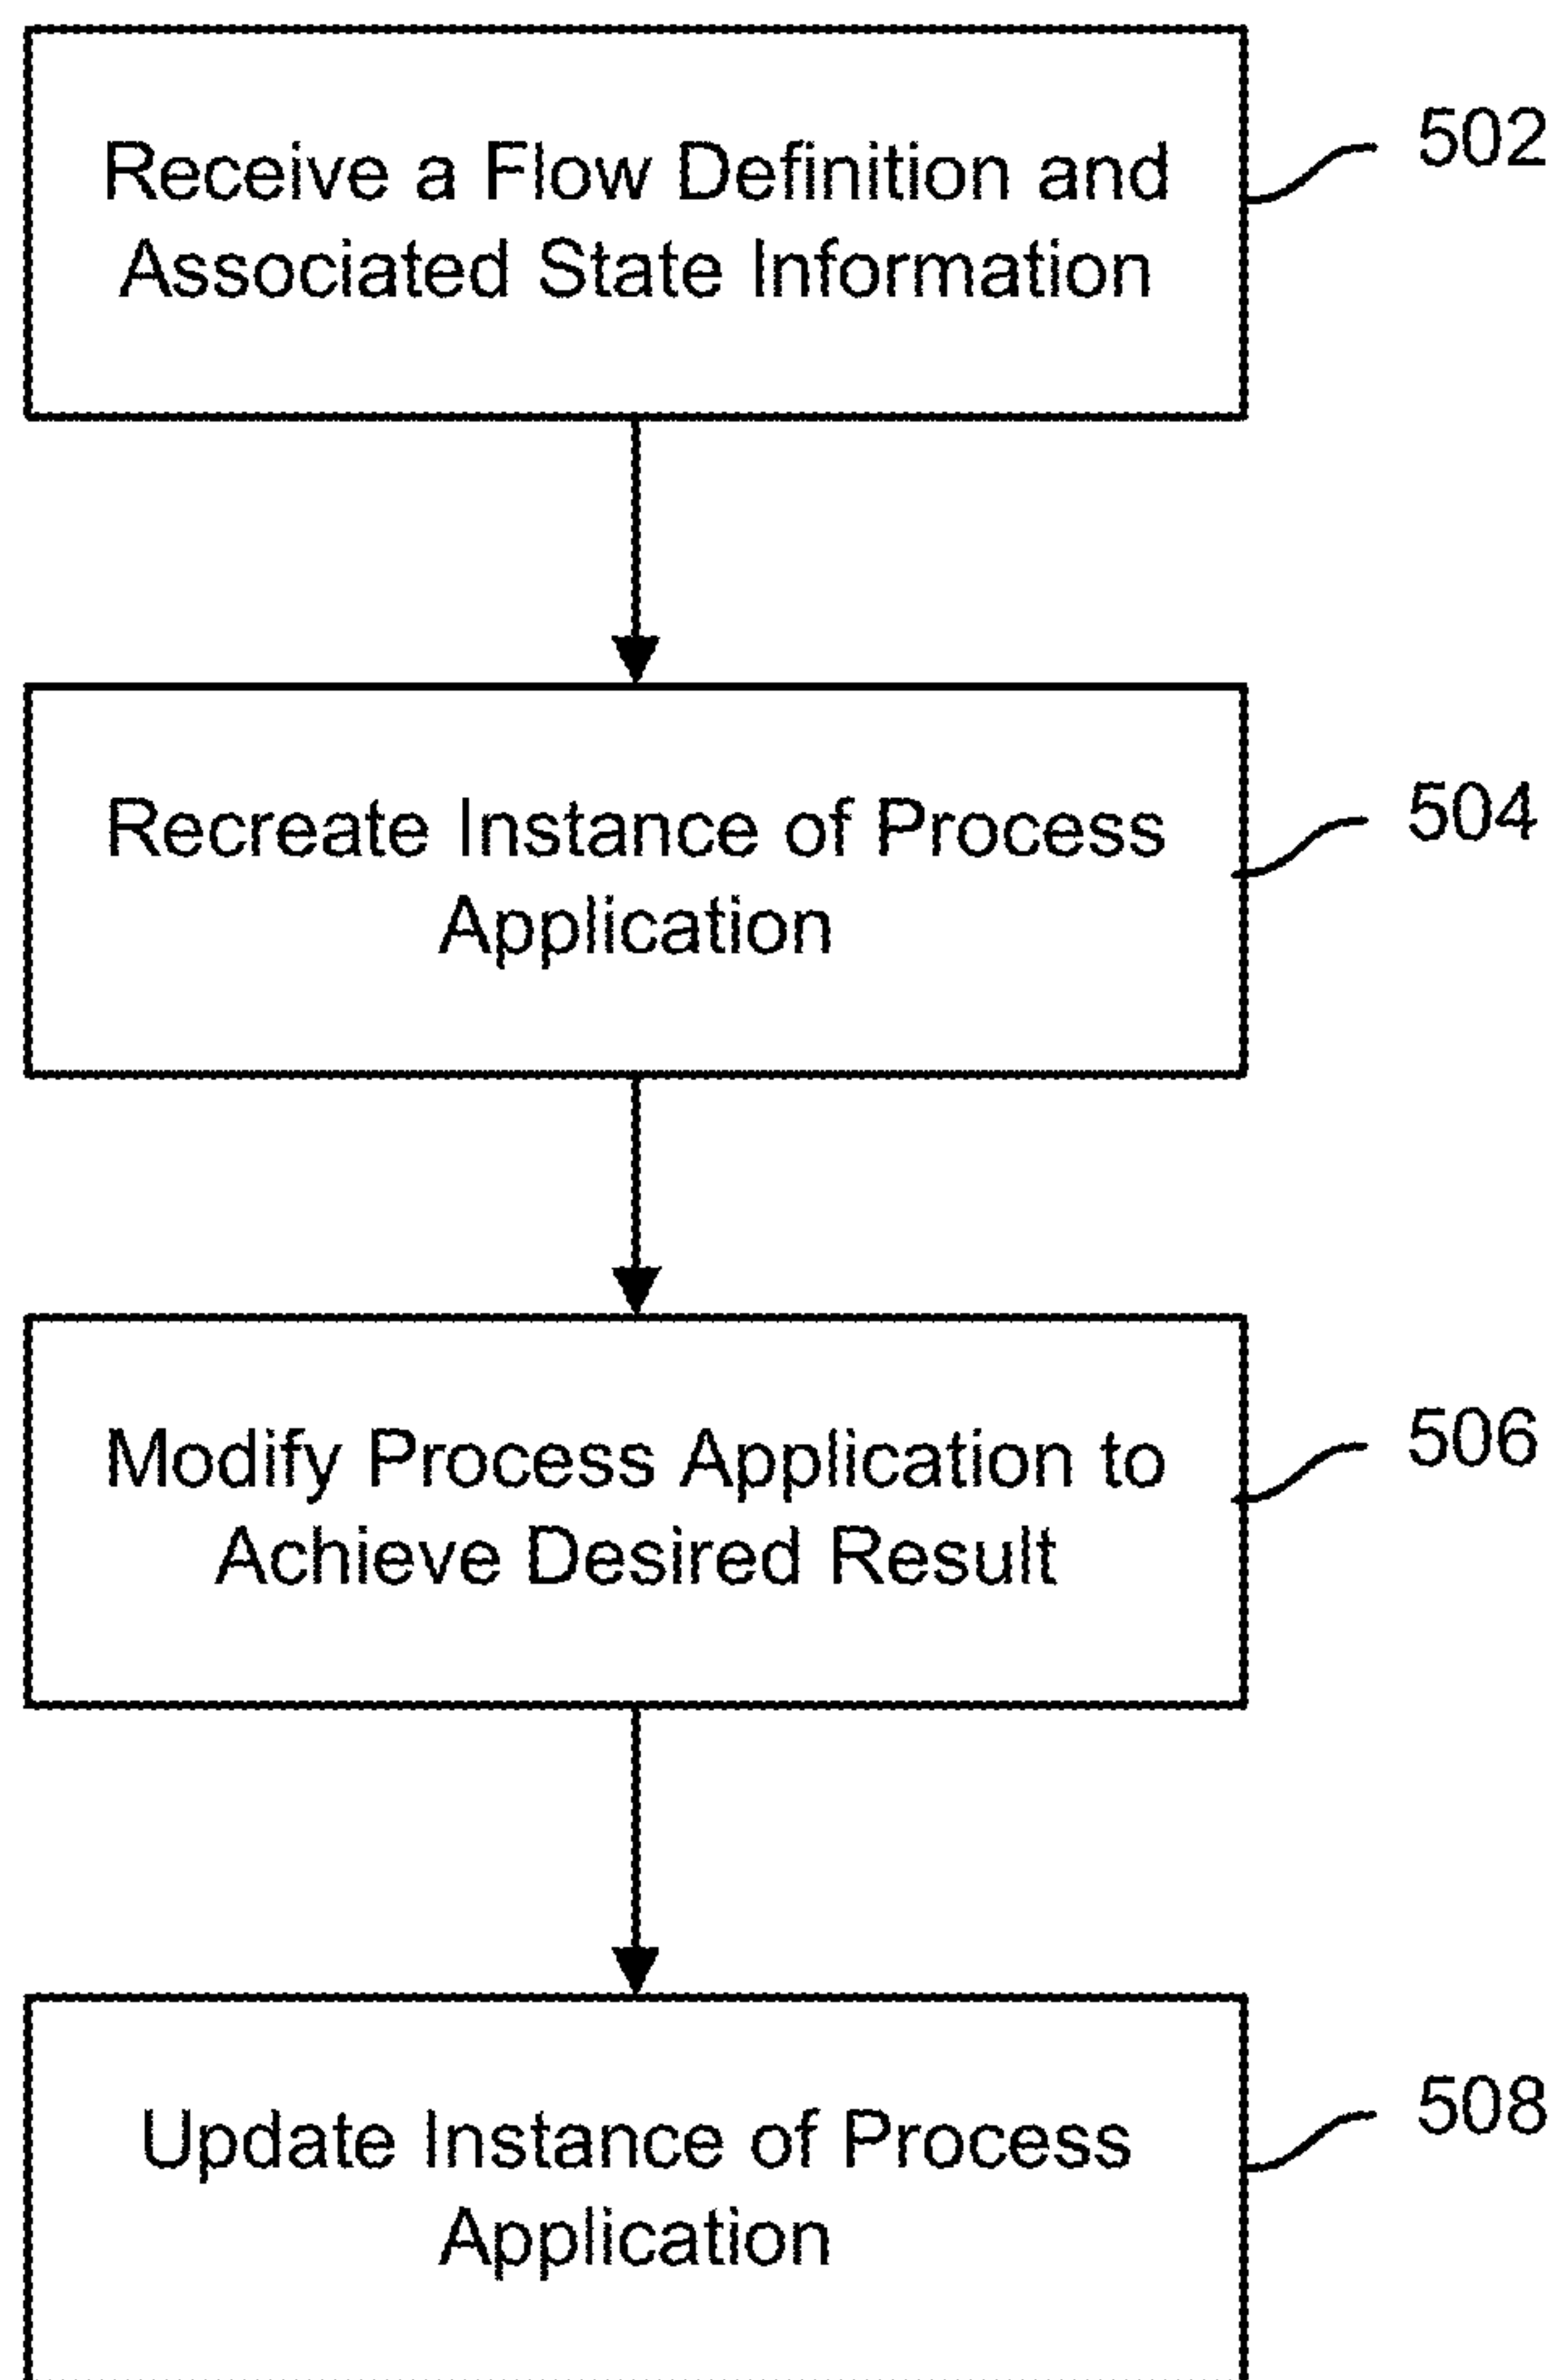 Receive a Flow Definition and
Associated State Information
502
Recreate Instance of Process
Application
504
Modify Process Application to
Achieve Desired Result
506
Update Instance of Process
Application
508